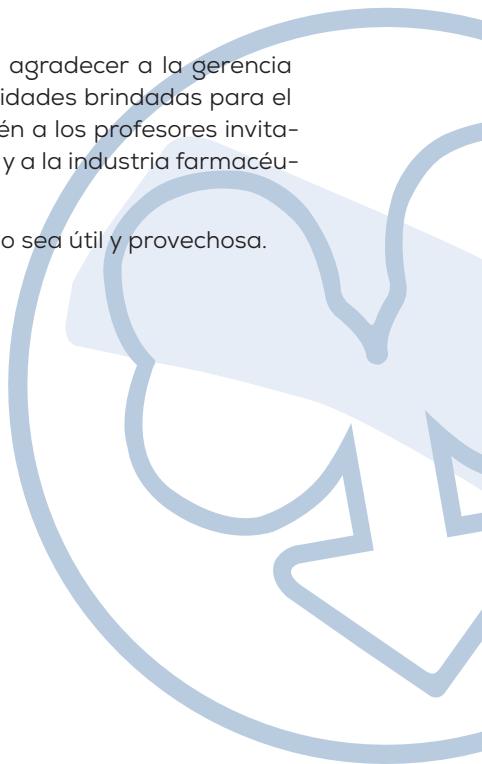 agradecer a la gerencia
idades brindadas para el
én a los profesores invita-
y a la industria farmacéu-
o sea útil y provechosa.